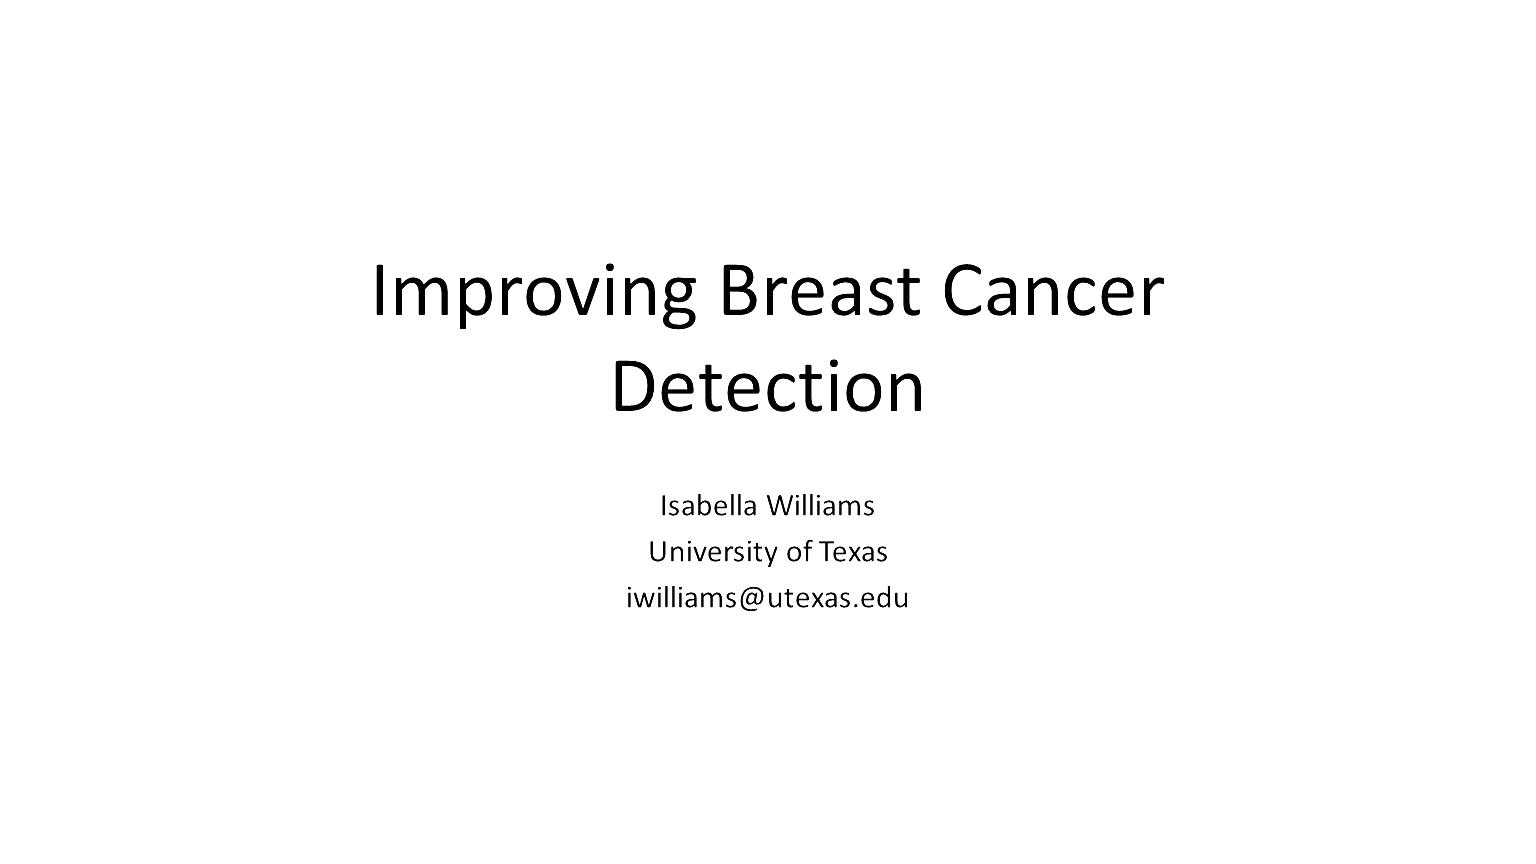 Improving Breast Cancer
Detection
Isabella Williams
University of Texas
iwilliams@utexas.edu